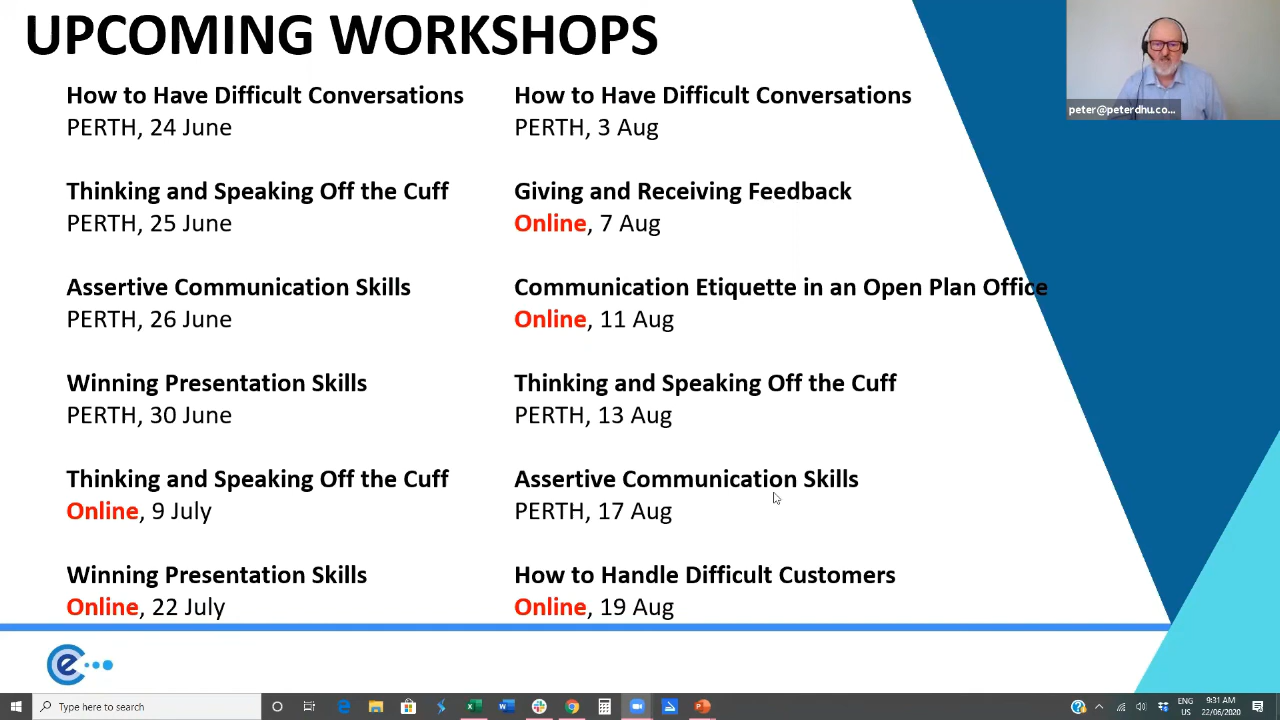 UPCOMING WORKSHOPS
How to Have Difficult Conversations
PERTH, 24 June
Thinking and Speaking Off the Cuff
PERTH, 25 June
Assertive Communication Skills
PERTH, 26 June
Winning Presentation Skills
PERTH, 30 June
Thinking and Speaking Off the Cuff
Online, 9 July
Winning Presentation Skills
Online, 22 July
How to Have Difficult Conversations
PERTH, 3 Aug
Giving and Receiving Feedback
Online, 7 Aug
Communication Etiquette in an Open Plan Office
Online, 11 Aug
Thinking and Speaking Off the Cuff
PERTH, 13 Aug
Assertive Communication Skills
PERTH, 17 Aug
How to Handle Difficult Customers
Online, 19 Aug
peter@peterdhu.co...
Type here to search
ENG
US
9:31 AM
22/06/2020